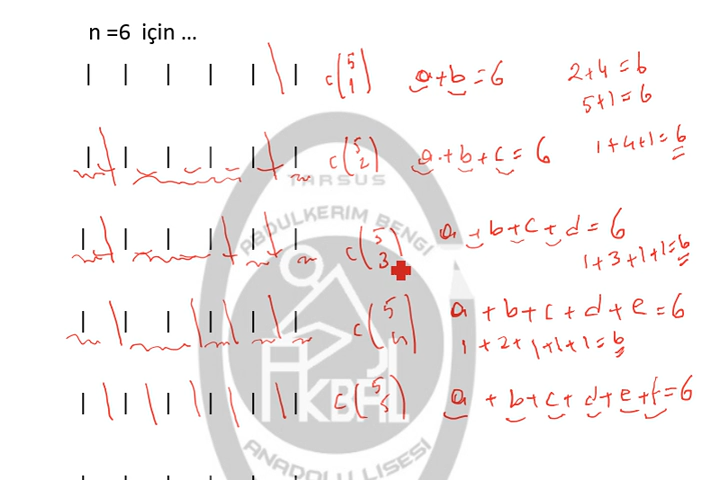 n =6 için ...
C(5 1) a+b=6 2+4=6
5+1=6
C(5 2) a+b+c=6 1+4+1=6
TARSUS
ABDULKERİM BENGİ
C(5 3) a+b+c+d=6
1+3+1+1=6
C(5 4) a+b+c+d+e=6
1+2+1+1+1=6
AKBAL
C(5 5) a+b+c+d+e+f=6
ANADOLU LİSESİ